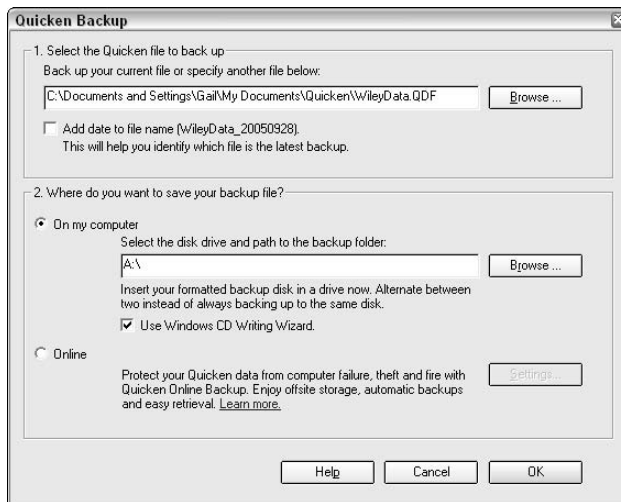 Quicken Backup
1. Select the Quicken file to back up
Back up your current file or specify another file below:
C:\Documents and Settings\Gail\My Documents\Quicken\WileyData.QDF
Browse ...
Add date to file name (WileyData_20050928).
This will help you identify which file is the latest backup.
2. Where do you want to save your backup file?
On my computer
Select the disk drive and path to the backup folder:
A:\
Browse ...
Insert your formatted backup disk in a drive now. Alternate between
two instead of always backing up to the same disk.
Use Windows CD Writing Wizard.
Online
Protect your Quicken data from computer failure, theft and fire with
Quicken Online Backup. Enjoy offsite storage, automatic backups
and easy retrieval. Learn more.
Settings...
Help
Cancel
OK